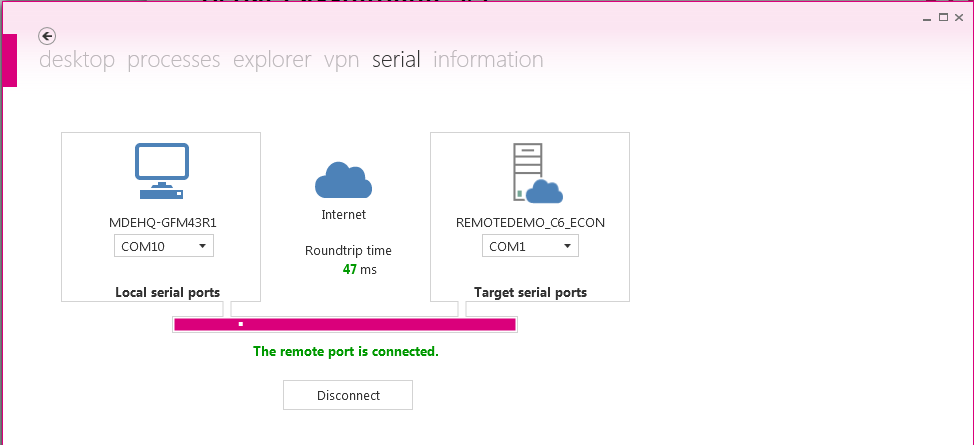 desktop processes explorer vpn serial information
MDEHQ-GFM43R1
COM10
Local serial ports
Internet
Roundtrip time
47 ms
REMOTEDEMO_C6_ECON
COM1
Target serial ports
The remote port is connected.
Disconnect